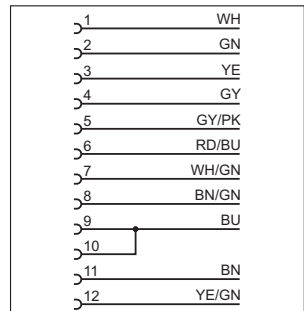 1 WH
2 GN
3 YE
4 GY
5 GY/PK
6 RD/BU
7 WH/GN
8 BN/GN
9 BU
10
11 BN
12 YE/GN